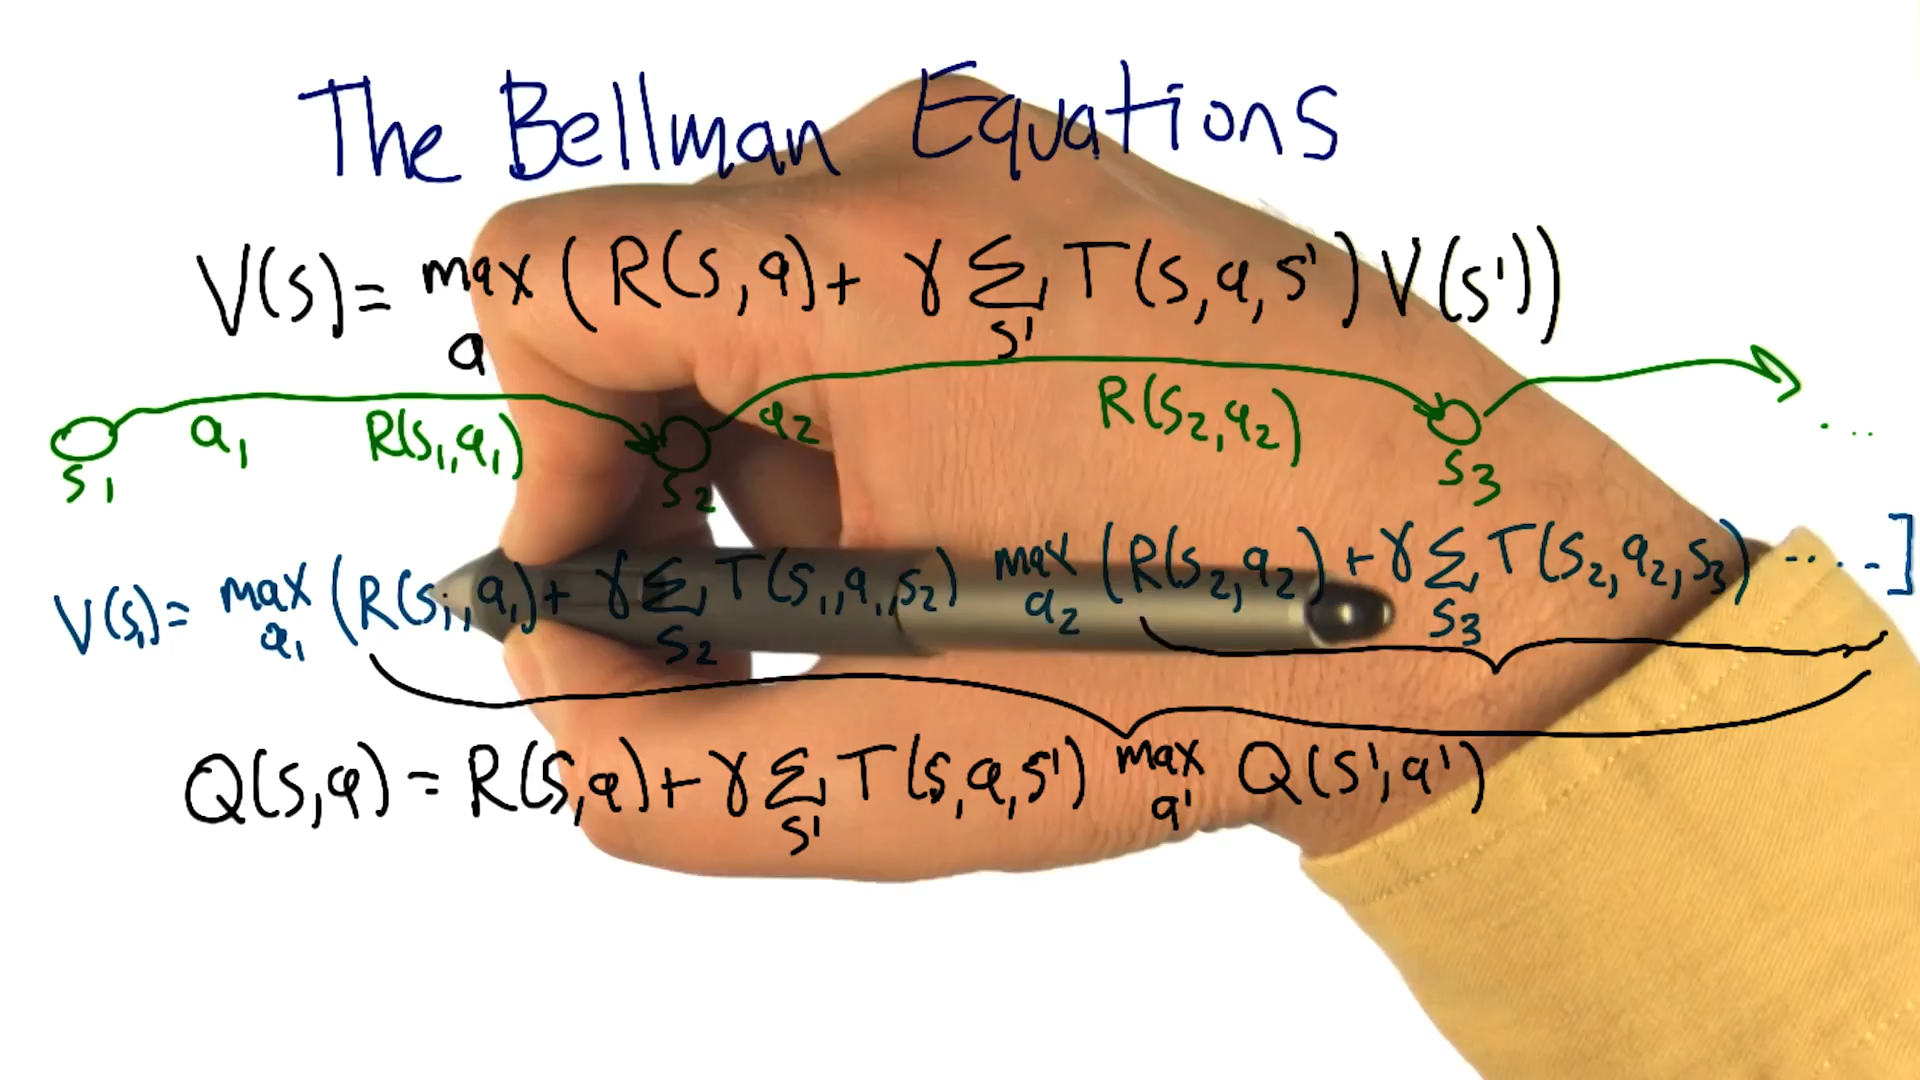 The Bellman Equations
V(s) = max (R(s,a) + γ Σ T(s,a,s') V(s'))
a s'
a₁ R(s₁,a₁) a₂ R(s₂,a₂) ...
s₁ s₂ s₃
V(s₁) = max (R(s₁,a₁) + γ Σ T(s₁,a₁,s₂) max (R(s₂,a₂) + γ Σ T(s₂,a₂,s₃) .....]
a₁ s₂ a₂ s₃
Q(s,a) = R(s,a) + γ Σ T(s,a,s') max Q(s',a')
s' a'